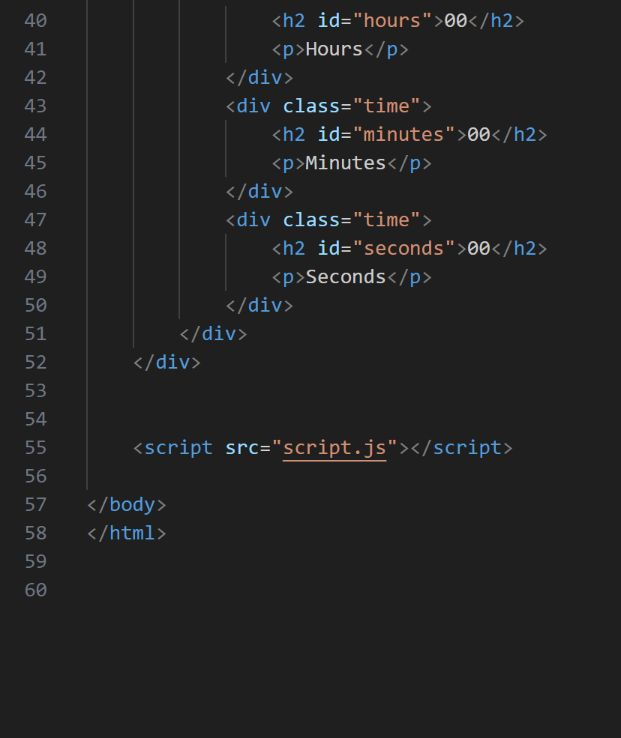 40 <h2 id="hours">00</h2>
41 <p>Hours</p>
42 </div>
43 <div class="time">
44 <h2 id="minutes">00</h2>
45 <p>Minutes</p>
46 </div>
47 <div class="time">
48 <h2 id="seconds">00</h2>
49 <p>Seconds</p>
50 </div>
51 </div>
52 </div>
53
54
55 <script src="script.js"></script>
56
57 </body>
58 </html>
59
60